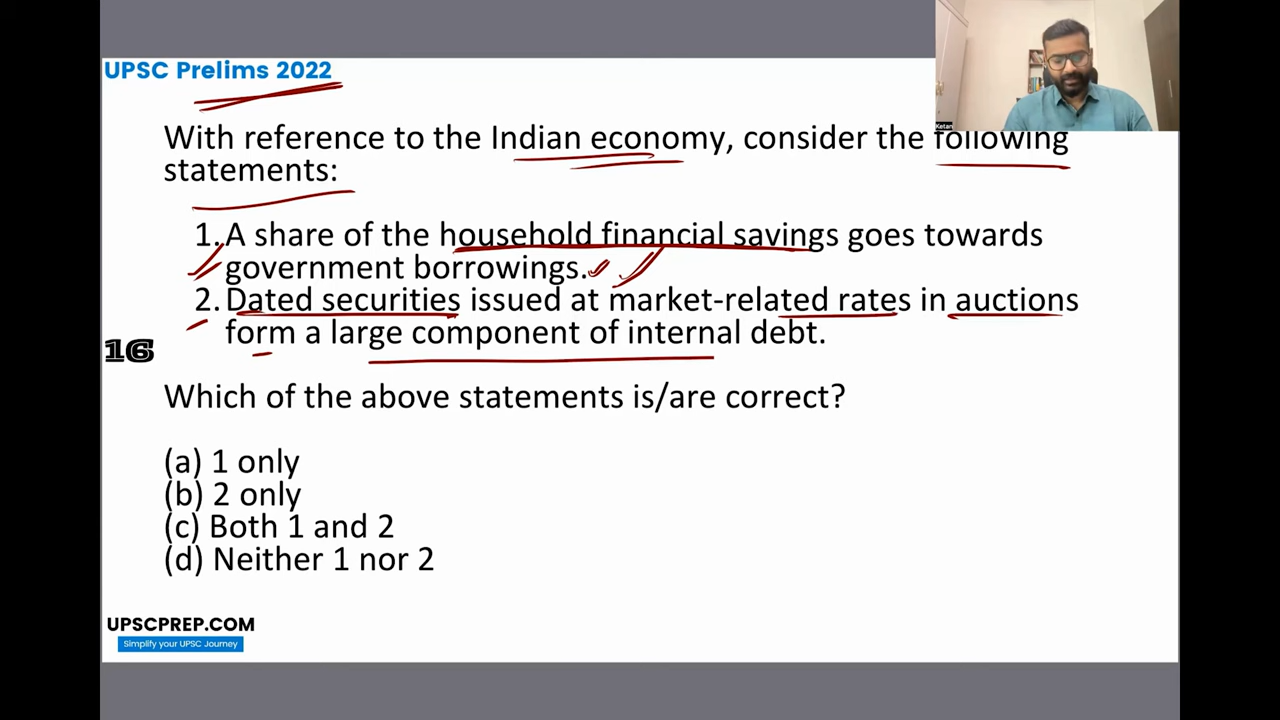 UPSC Prelims 2022
Ketan
With reference to the Indian economy, consider the following
statements:
1. A share of the household financial savings goes towards
government borrowings.
2. Dated securities issued at market-related rates in auctions
form a large component of internal debt.
16
Which of the above statements is/are correct?
(a) 1 only
(b) 2 only
(c) Both 1 and 2
(d) Neither 1 nor 2
UPSCPREP.COM
Simplify your UPSC Journey